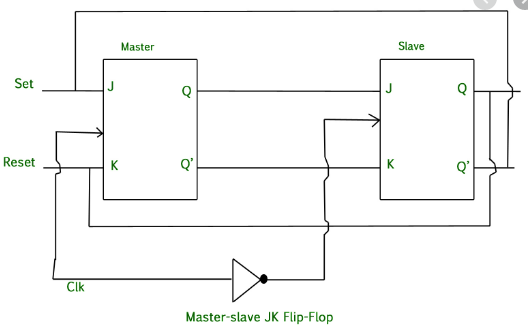 Master
Slave
Set
J
Q
J
Q
Reset
K
Q'
K
Q'
Clk
Master-slave JK Flip-Flop